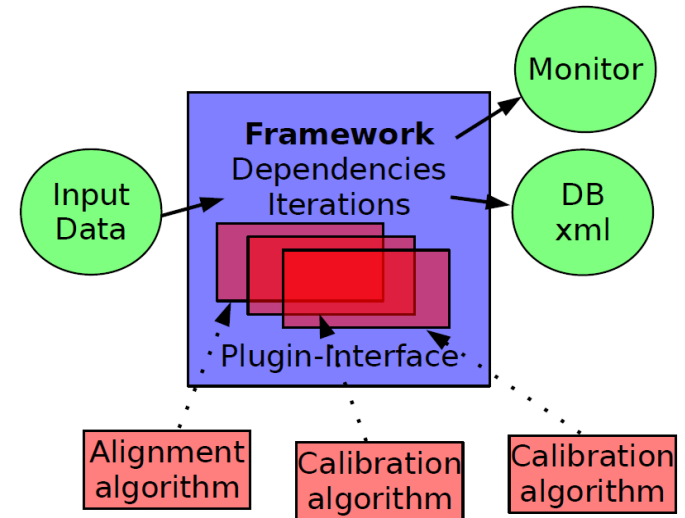 Monitor
Framework
Dependencies
Iterations
Input
Data
DB
xml
Plugin-Interface
Alignment
algorithm
Calibration
algorithm
Calibration
algorithm